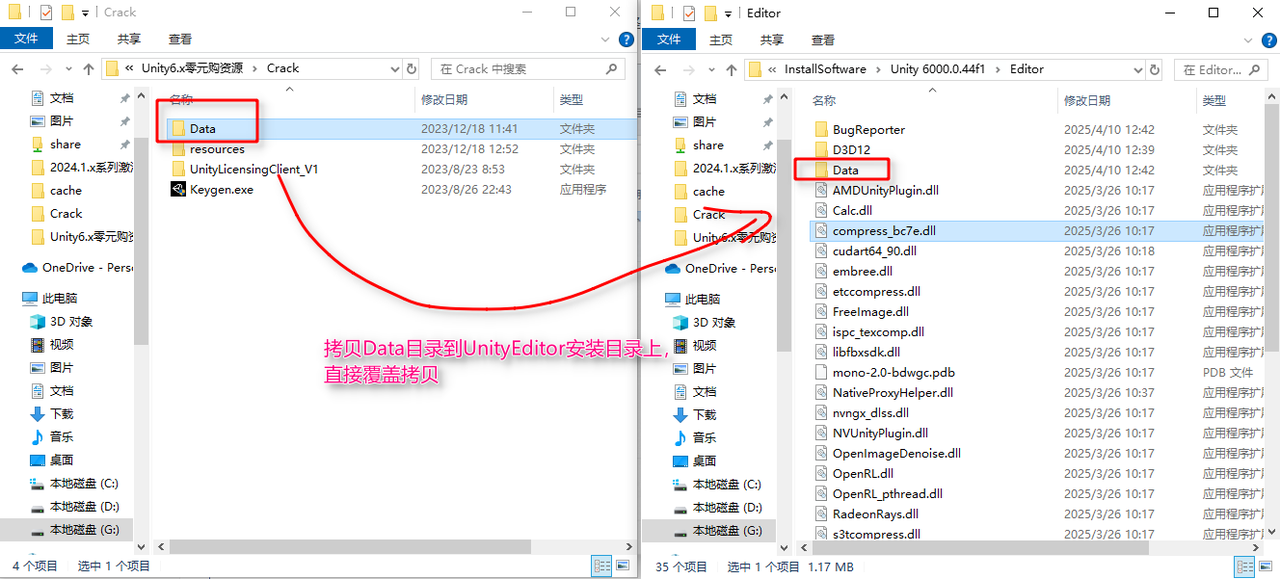 Crack
文件 主页 共享 查看
« Unity6.x零元购资源 › Crack
在 Crack 中搜索
名称 修改日期 类型
文档
图片
share
2024.1.x系列激
cache
Crack
Unity6.x零元购资
OneDrive - Pers
此电脑
3D 对象
视频
图片
文档
下载
音乐
桌面
本地磁盘 (C:)
本地磁盘 (D:)
本地磁盘 (G:)
Data 2023/12/18 11:41 文件夹
resources 2023/12/18 12:52 文件夹
UnityLicensingClient_V1 2023/8/23 8:53 文件夹
Keygen.exe 2023/8/26 22:43 应用程序
4 个项目 选中 1 个项目
拷贝Data目录到UnityEditor安装目录上，
直接覆盖拷贝
Editor
文件 主页 共享 查看
« InstallSoftware › Unity 6000.0.44f1 › Editor
在 Editor...
名称 修改日期 类型
文档
图片
share
2024.1.x系列激
cache
Crack
Unity6.x零元购资
OneDrive - Pers
此电脑
3D 对象
视频
图片
文档
下载
音乐
桌面
本地磁盘 (C:)
本地磁盘 (D:)
本地磁盘 (G:)
BugReporter 2025/4/10 12:42 文件夹
D3D12 2025/4/10 12:39 文件夹
Data 2025/4/10 12:42 文件夹
AMDUnityPlugin.dll 2025/3/26 10:17 应用程序扩
Calc.dll 2025/3/26 10:17 应用程序扩
compress_bc7e.dll 2025/3/26 10:17 应用程序扩
cudart64_90.dll 2025/3/26 10:18 应用程序扩
embree.dll 2025/3/26 10:17 应用程序扩
etccompress.dll 2025/3/26 10:17 应用程序扩
FreeImage.dll 2025/3/26 10:17 应用程序扩
ispc_texcomp.dll 2025/3/26 10:17 应用程序扩
libfbxsdk.dll 2025/3/26 10:17 应用程序扩
mono-2.0-bdwgc.pdb 2025/3/26 10:17 PDB 文件
NativeProxyHelper.dll 2025/3/26 10:37 应用程序扩
nvngx_dlss.dll 2025/3/26 10:17 应用程序扩
NVUnityPlugin.dll 2025/3/26 10:17 应用程序扩
OpenImageDenoise.dll 2025/3/26 10:17 应用程序扩
OpenRL.dll 2025/3/26 10:17 应用程序扩
OpenRL_pthread.dll 2025/3/26 10:17 应用程序扩
RadeonRays.dll 2025/3/26 10:17 应用程序扩
s3tcompress.dll 2025/3/26 10:17 应用程序扩
35 个项目 选中 1 个项目 1.17 MB